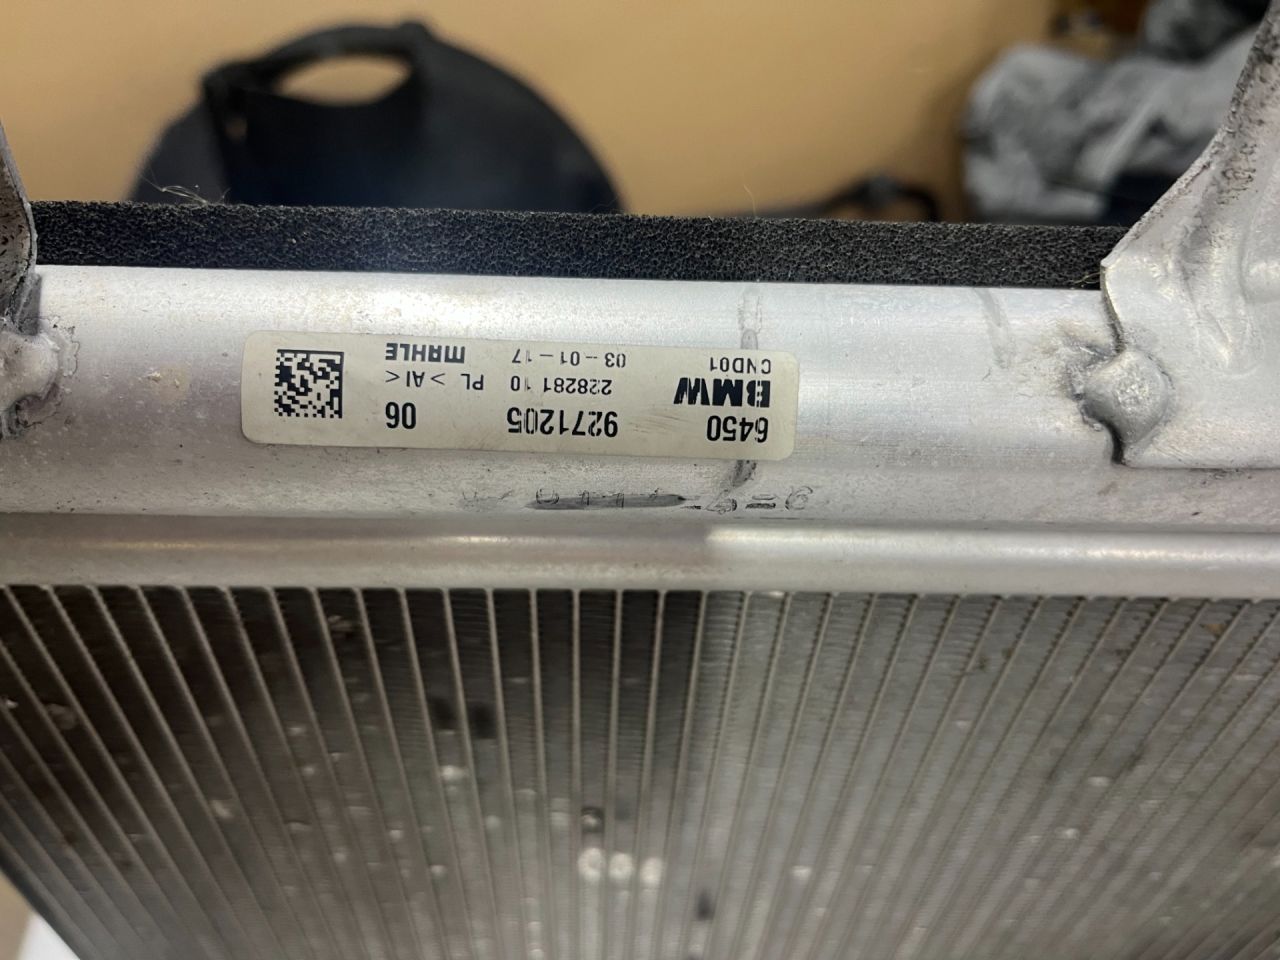 6450 9271205 06
BMW 228281 10 PL >Al<
CND01 03-01-17 MAHLE